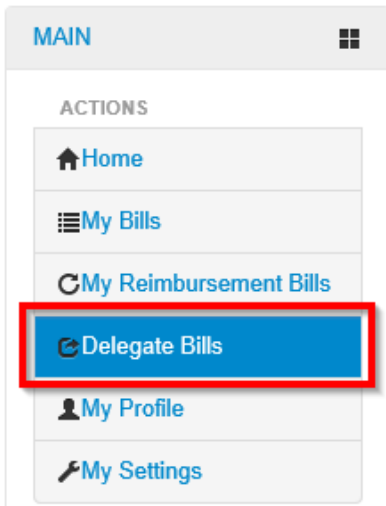 MAIN
ACTIONS
Home
My Bills
My Reimbursement Bills
Delegate Bills
My Profile
My Settings